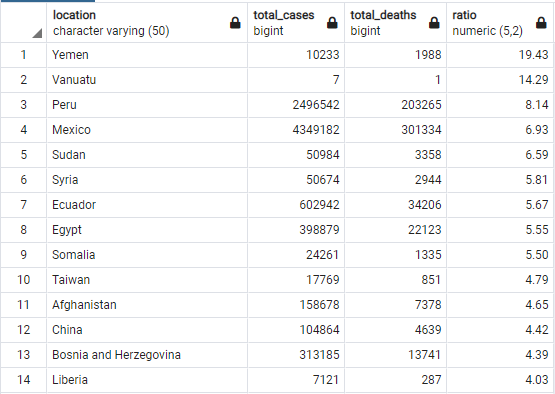 location total_cases total_deaths ratio
character varying (50) bigint bigint numeric (5,2)
1 Yemen 10233 1988 19.43
2 Vanuatu 7 1 14.29
3 Peru 2496542 203265 8.14
4 Mexico 4349182 301334 6.93
5 Sudan 50984 3358 6.59
6 Syria 50674 2944 5.81
7 Ecuador 602942 34206 5.67
8 Egypt 398879 22123 5.55
9 Somalia 24261 1335 5.50
10 Taiwan 17769 851 4.79
11 Afghanistan 158678 7378 4.65
12 China 104864 4639 4.42
13 Bosnia and Herzegovina 313185 13741 4.39
14 Liberia 7121 287 4.03